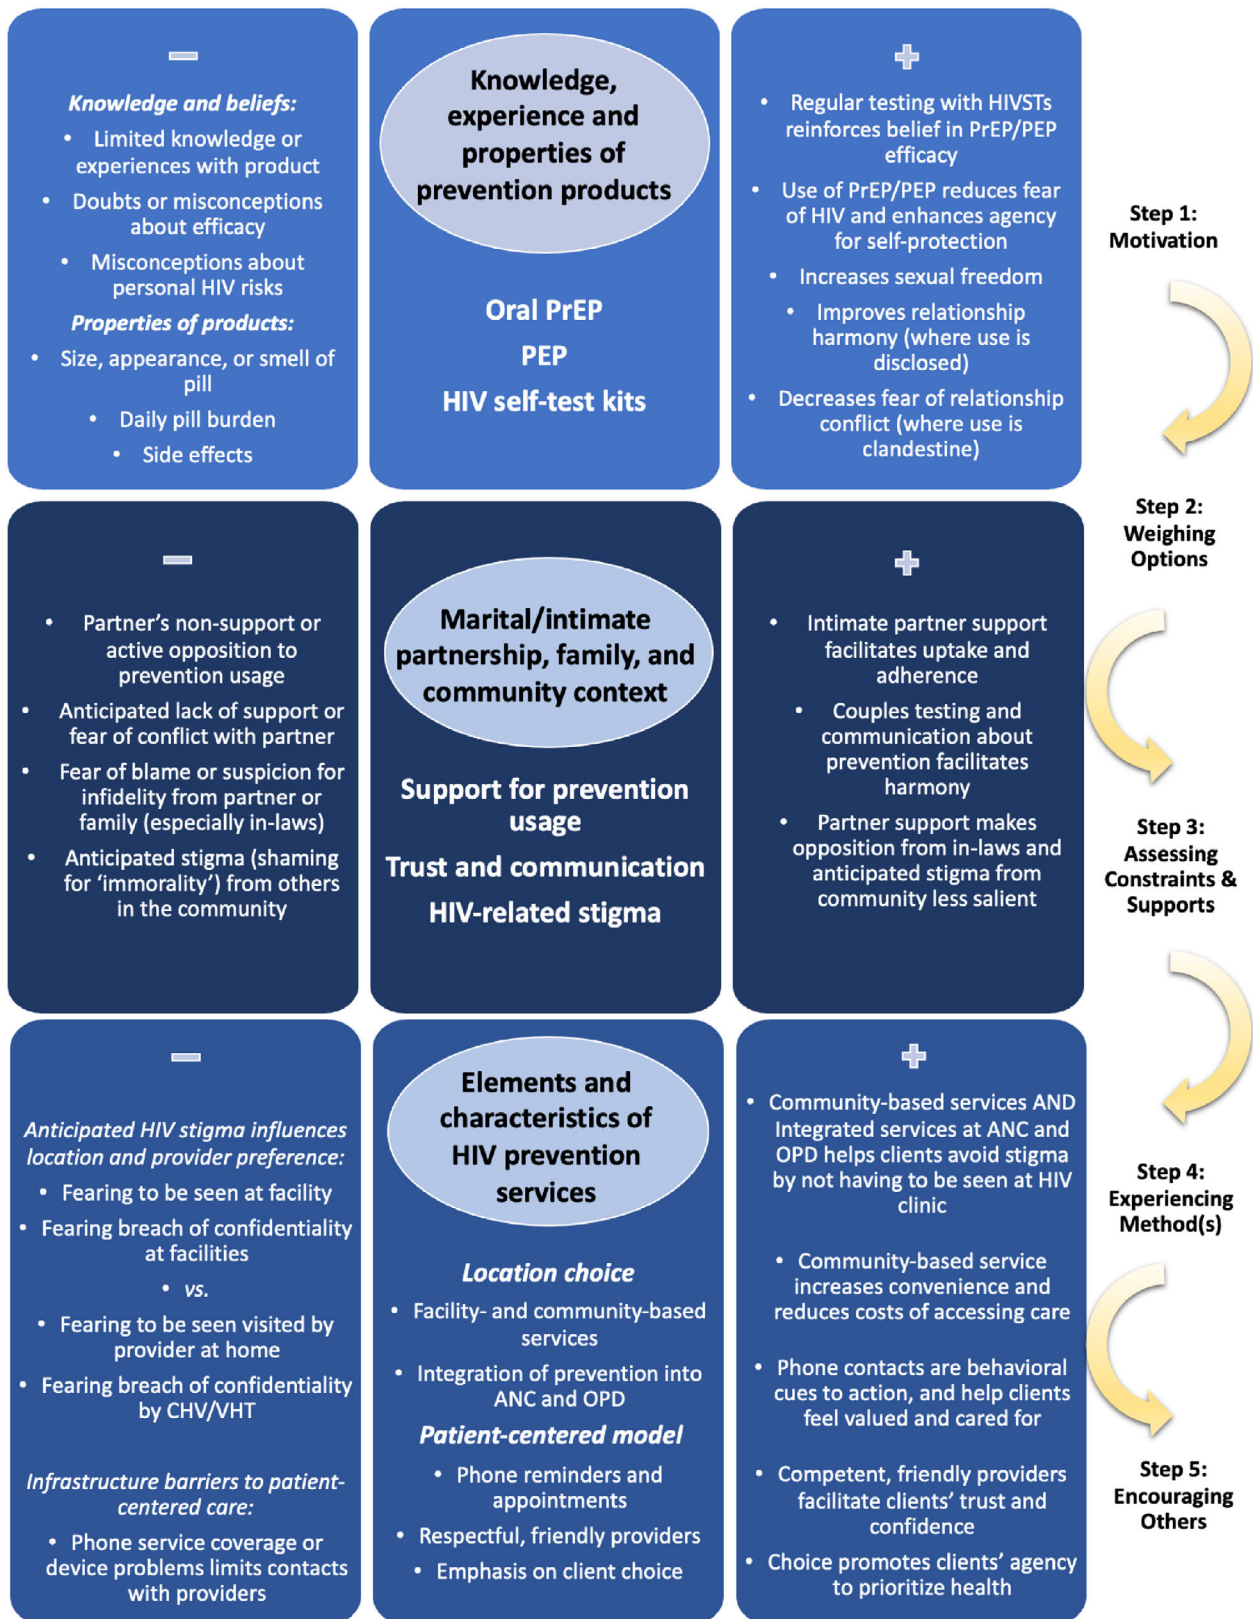 Knowledge and beliefs:
• Limited knowledge or
experiences with product
• Doubts or misconceptions
about efficacy
• Misconceptions about
personal HIV risks
Properties of products:
• Size, appearance, or smell of
pill
• Daily pill burden
• Side effects
Knowledge,
experience and
properties of
prevention products
Oral PrEP
PEP
HIV self-test kits
• Regular testing with HIVSTs
reinforces belief in PrEP/PEP
efficacy
• Use of PrEP/PEP reduces fear
of HIV and enhances agency
for self-protection
• Increases sexual freedom
• Improves relationship
harmony (where use is
disclosed)
• Decreases fear of relationship
conflict (where use is
clandestine)
• Partner's non-support or
active opposition to
prevention usage
• Anticipated lack of support or
fear of conflict with partner
• Fear of blame or suspicion for
infidelity from partner or
family (especially in-laws)
• Anticipated stigma (shaming
for ‘immorality’) from others
in the community
Marital/intimate
partnership, family, and
community context
Support for prevention
usage
Trust and communication
HIV-related stigma
• Intimate partner support
facilitates uptake and
adherence
• Couples testing and
communication about
prevention facilitates
harmony
• Partner support makes
opposition from in-laws and
anticipated stigma from
community less salient
Anticipated HIV stigma influences
location and provider preference:
• Fearing to be seen at facility
• Fearing breach of confidentiality
at facilities
• vs.
• Fearing to be seen visited by
provider at home
• Fearing breach of confidentiality
by CHV/VHT
Infrastructure barriers to patient-
centered care:
• Phone service coverage or
device problems limits contacts
with providers
Elements and
characteristics of
HIV prevention
services
Location choice
• Facility- and community-based
services
• Integration of prevention into
ANC and OPD
Patient-centered model
• Phone reminders and
appointments
• Respectful, friendly providers
• Emphasis on client choice
• Community-based services AND
Integrated services at ANC and
OPD helps clients avoid stigma
by not having to be seen at HIV
clinic
• Community-based service
increases convenience and
reduces costs of accessing care
• Phone contacts are behavioral
cues to action, and help clients
feel valued and cared for
• Competent, friendly providers
facilitate clients' trust and
confidence
• Choice promotes clients' agency
to prioritize health
Step 1:
Motivation
Step 2:
Weighing
Options
Step 3:
Assessing
Constraints &
Supports
Step 4:
Experiencing
Method(s)
Step 5:
Encouraging
Others